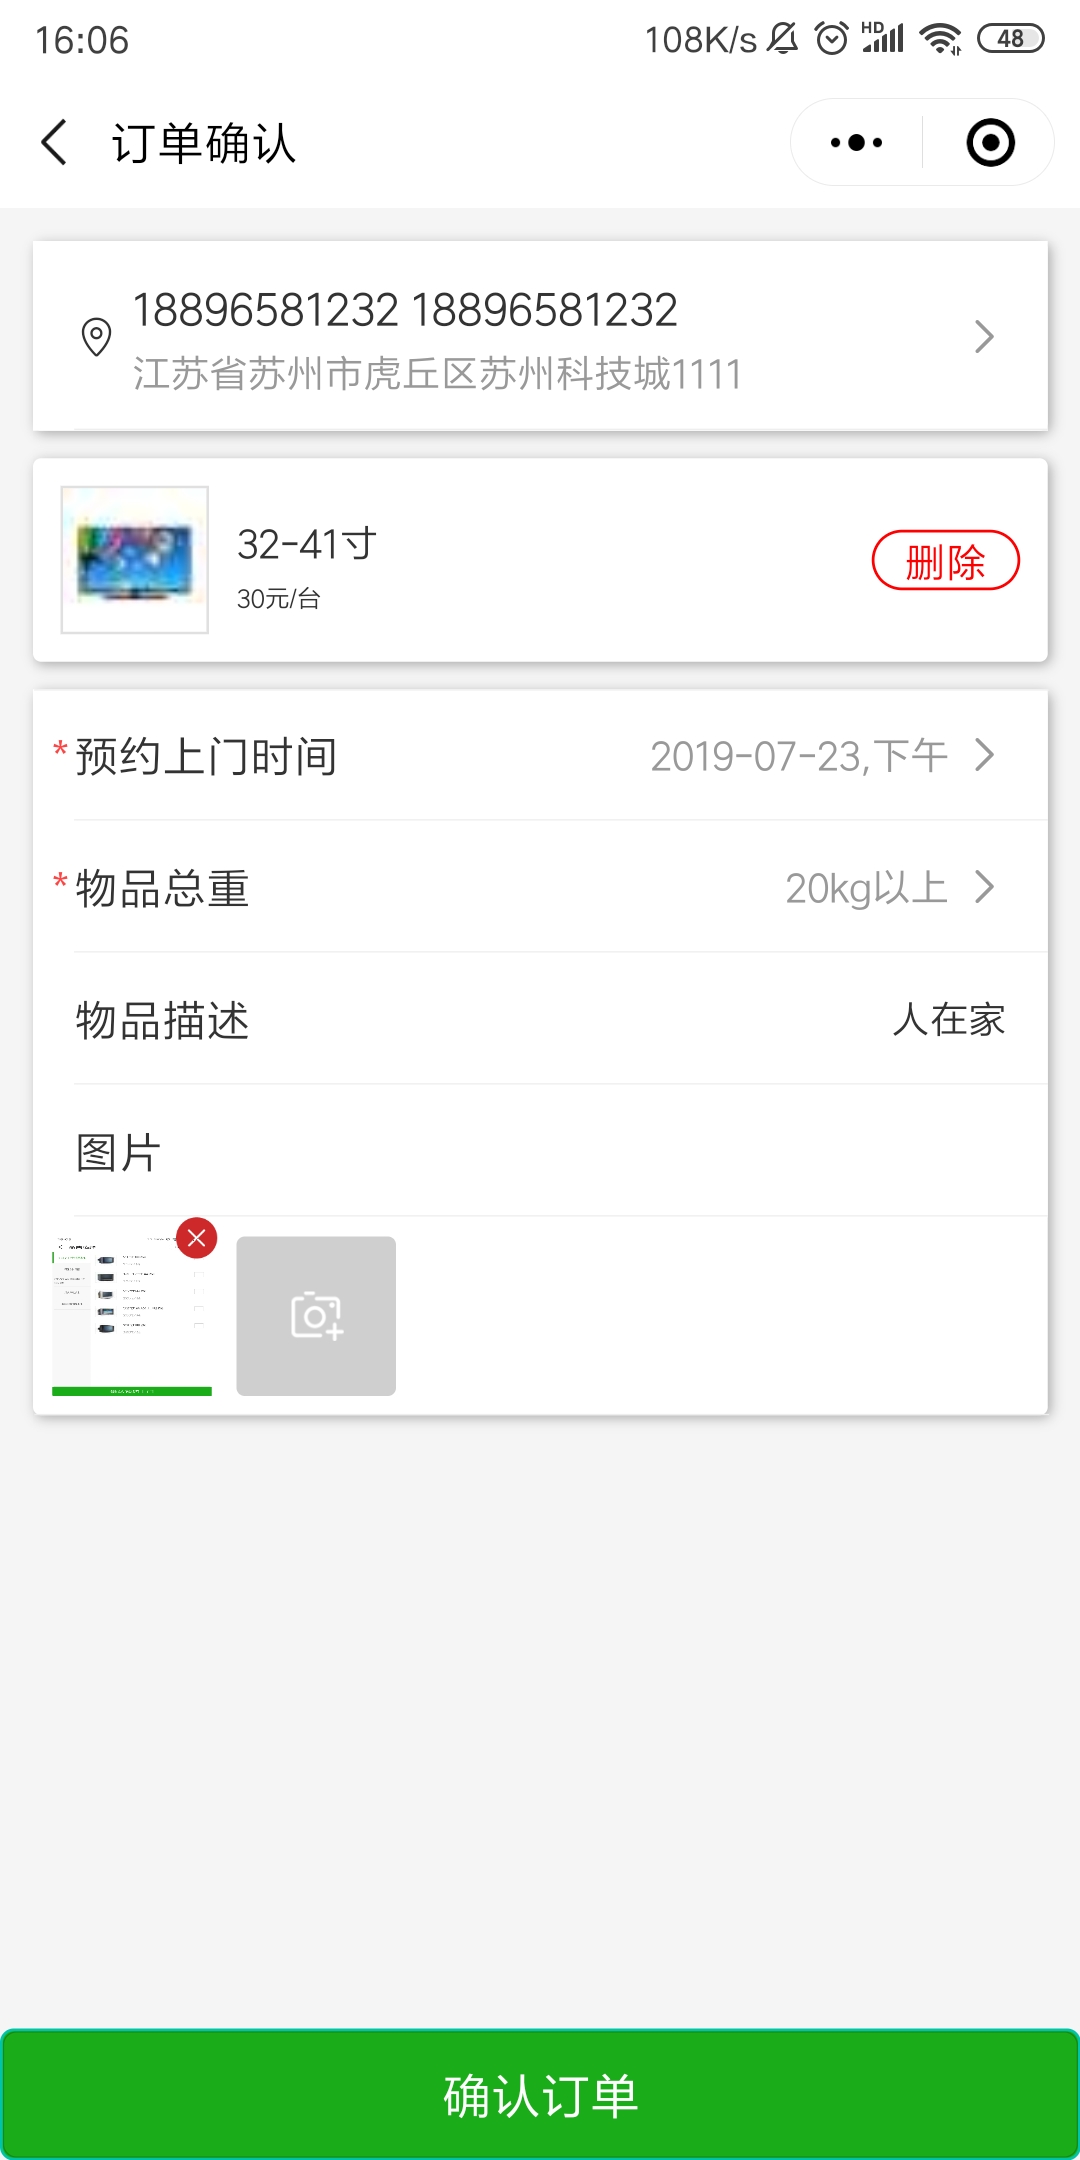 16:06
108K/s
HD
48
订单确认
18896581232 18896581232
江苏省苏州市虎丘区苏州科技城1111
32-41寸
30元/台
删除
*预约上门时间
2019-07-23,下午
*物品总重
20kg以上
物品描述
人在家
图片
确认订单